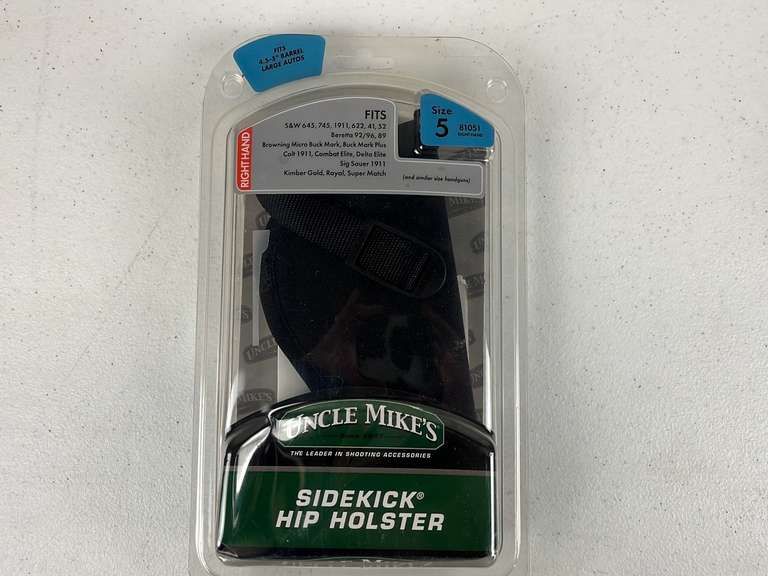 FITS
4.5-5" BARREL
LARGE AUTOS
RIGHT HAND
FITS
S&W 645, 745, 1911, 622, 41, 52
Beretta 92/96, 89
Browning Micro Buck Mark, Buck Mark Plus
Colt 1911, Combat Elite, Delta Elite
Sig Sauer 1911
Kimber Gold, Royal, Super Match
(and similar size handguns)
Size
5
81051
RIGHT HAND
UNCLE MIKE'S
THE LEADER IN SHOOTING ACCESSORIES
SIDEKICK®
HIP HOLSTER